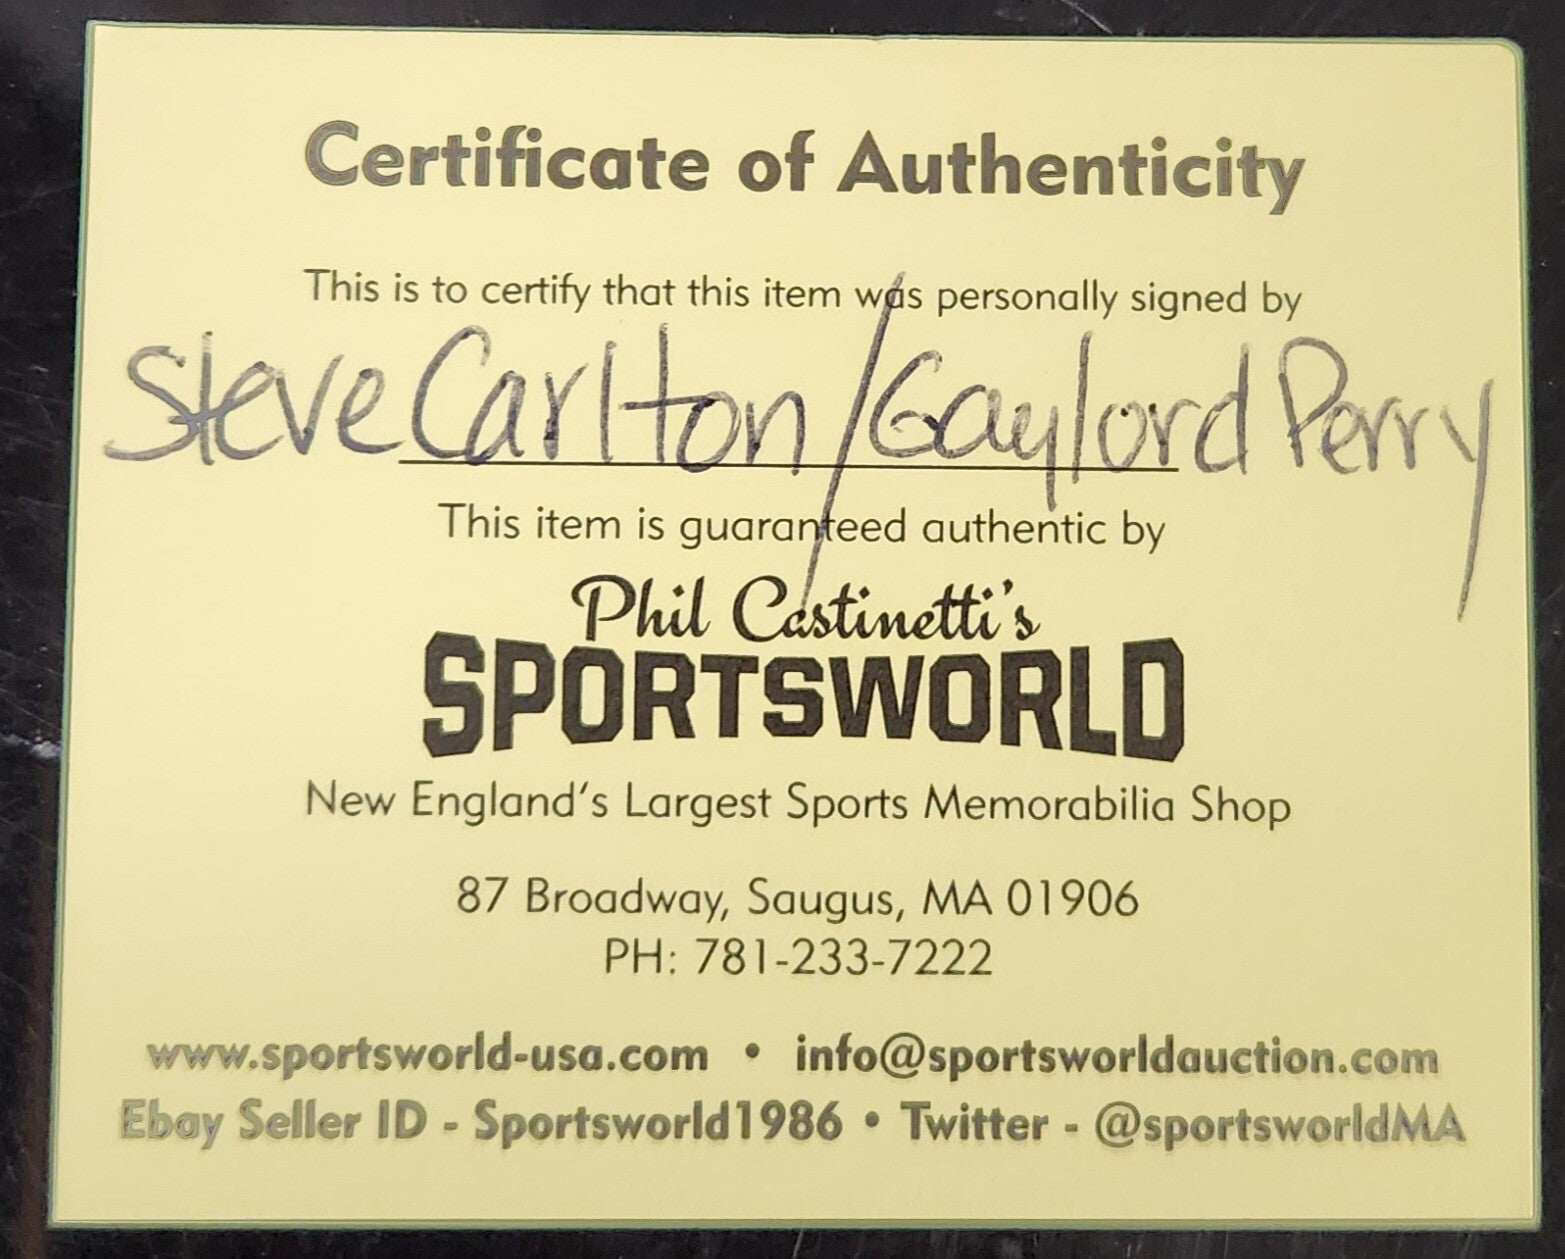 Certificate of Authenticity
This is to certify that this item was personally signed by
Steve Carlton/Gaylord Perry
This item is guaranteed authentic by
Phil Castinetti's
SPORTSWORLD
New England's Largest Sports Memorabilia Shop
87 Broadway, Saugus, MA 01906
PH: 781-233-7222
www.sportsworld-usa.com • info@sportsworldauction.com
Ebay Seller ID - Sportsworld1986 • Twitter - @sportsworldMA